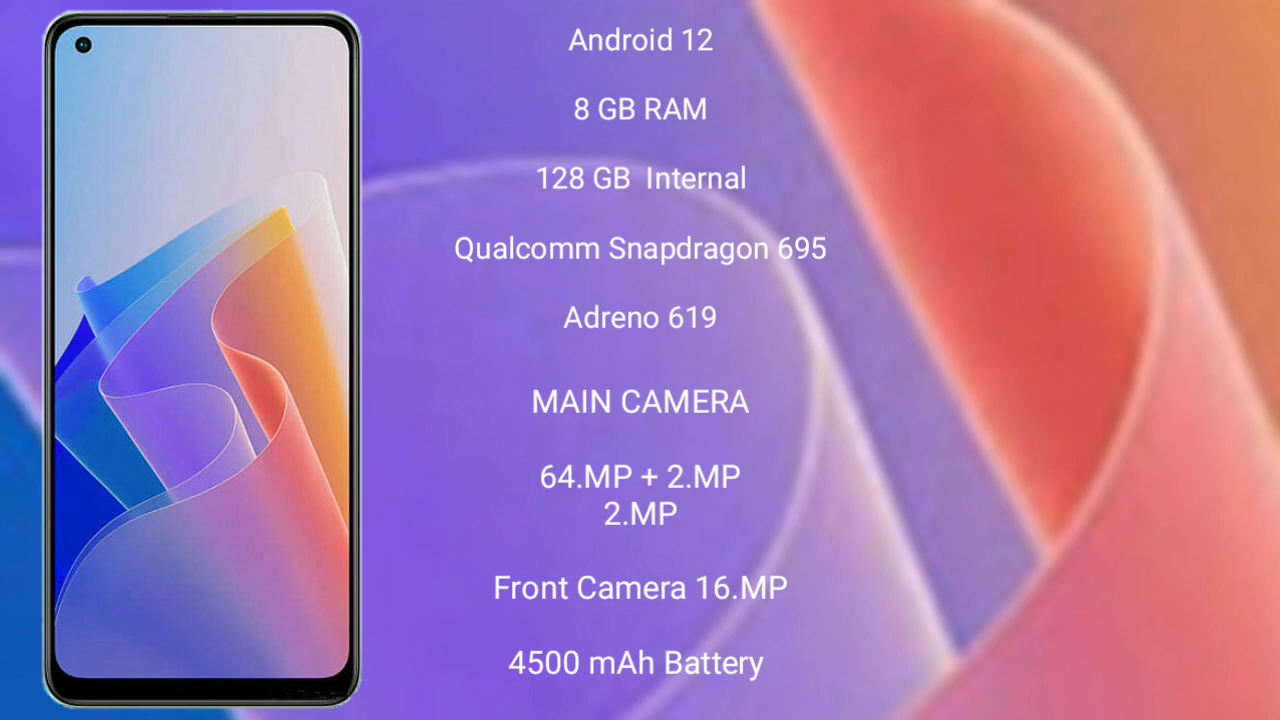 Android 12
8 GB RAM
128 GB  Internal
Qualcomm Snapdragon 695
Adreno 619
MAIN CAMERA
64.MP + 2.MP
2.MP
Front Camera 16.MP
4500 mAh Battery